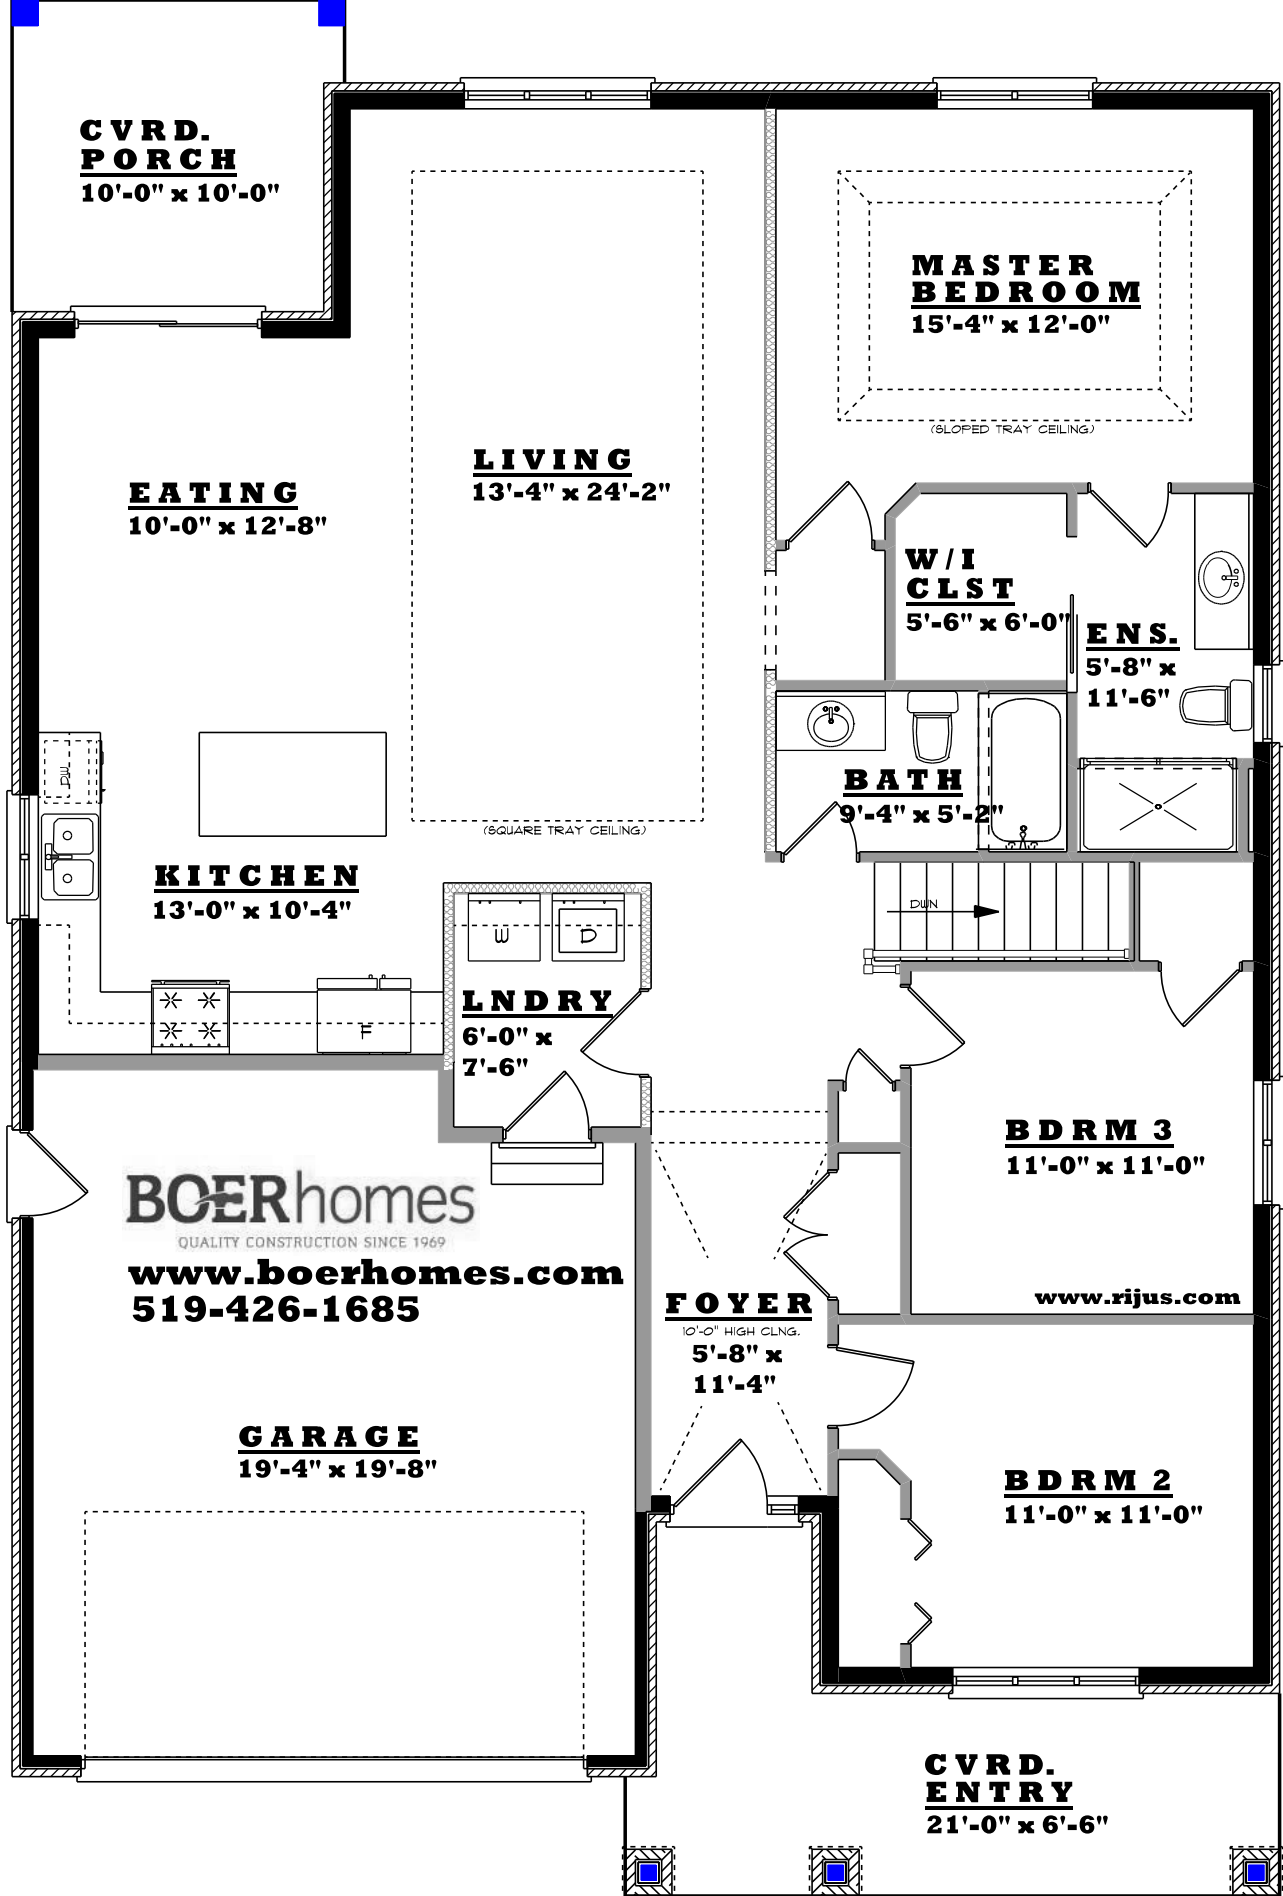 CVRD.
PORCH
10'-0" x 10'-0"
MASTER
BEDROOM
15'-4" x 12'-0"
(SLOPED TRAY CEILING)
LIVING
13'-4" x 24'-2"
EATING
10'-0" x 12'-8"
W/I
CLST
5'-6" x 6'-0"
ENS.
5'-8" x
11'-6"
DW
BATH
9'-4" x 5'-2"
(SQUARE TRAY CEILING)
KITCHEN
13'-0" x 10'-4"
DWN
W
D
LNDRY
6'-0" x
7'-6"
F
BDRM 3
11'-0" x 11'-0"
BOERhomes
QUALITY CONSTRUCTION SINCE 1969
www.boerhomes.com
519-426-1685
www.rijus.com
FOYER
10'-0" HIGH CLNG.
5'-8" x
11'-4"
GARAGE
19'-4" x 19'-8"
BDRM 2
11'-0" x 11'-0"
CVRD.
ENTRY
21'-0" x 6'-6"